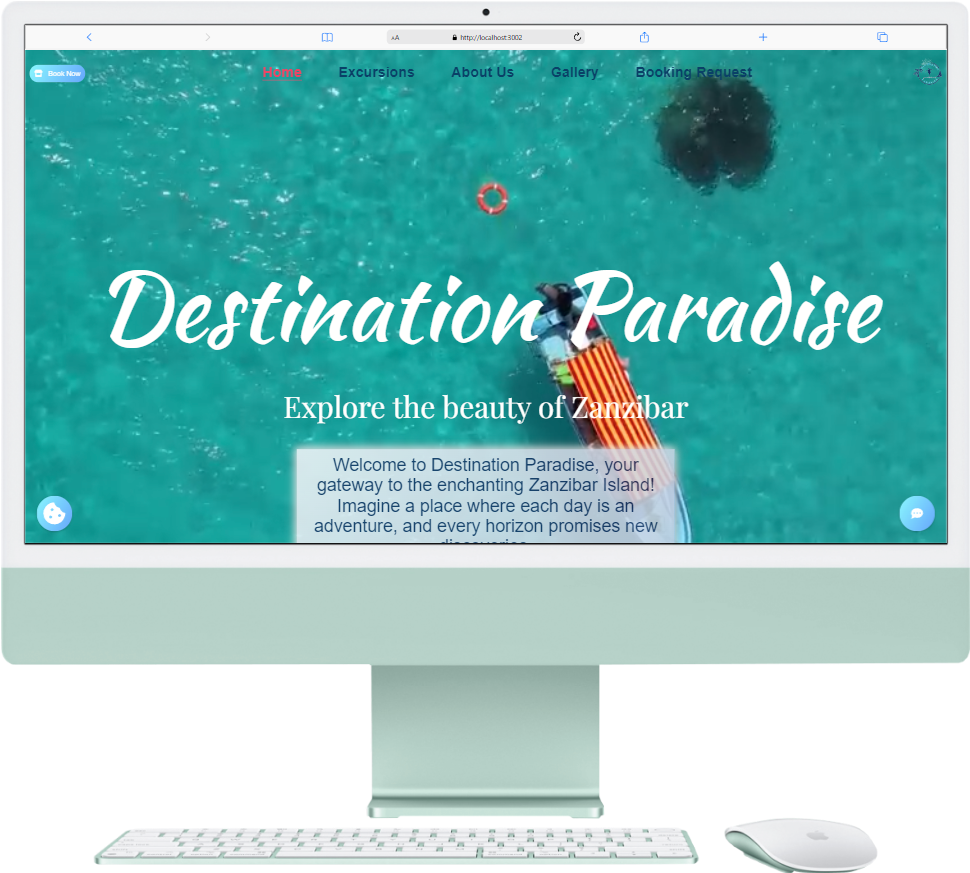 AA
http://localhost:3002
Book Now
Home
Excursions
About Us
Gallery
Booking Request
Destination Paradise
Explore the beauty of Zanzibar
Welcome to Destination Paradise, your
gateway to the enchanting Zanzibar Island!
Imagine a place where each day is an
adventure, and every horizon promises new